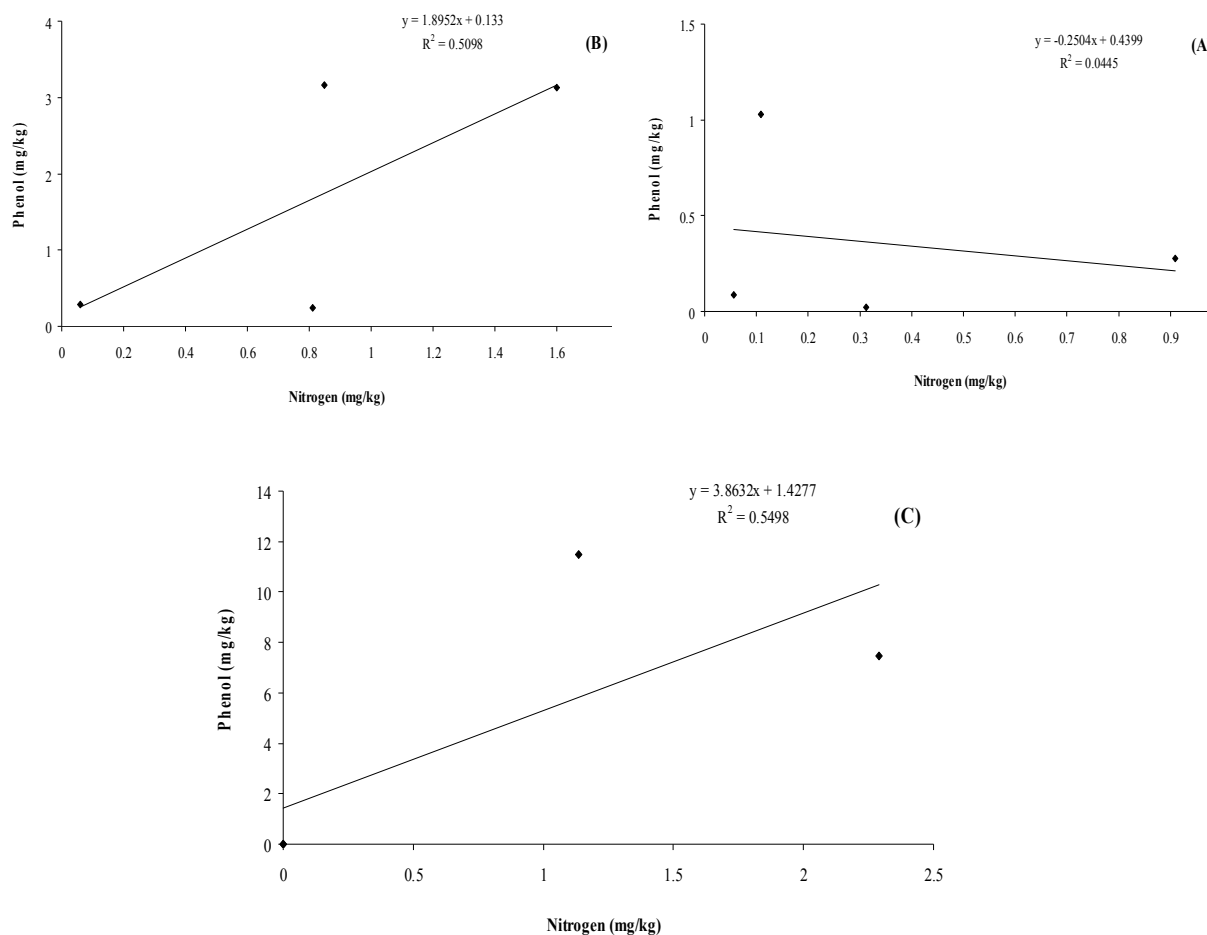 y = 1.8952x + 0.133
R² = 0.5098
(B)
4
3
2
1
0
Phenol (mg/kg)
0 0.2 0.4 0.6 0.8 1 1.2 1.4 1.6
Nitrogen (mg/kg)
y = -0.2504x + 0.4399
R² = 0.0445
(A
1.5
1
0.5
0
Phenol (mg/kg)
0 0.1 0.2 0.3 0.4 0.5 0.6 0.7 0.8 0.9
Nitrogen (mg/kg)
y = 3.8632x + 1.4277
R² = 0.5498
(C)
14
12
10
8
6
4
2
0
Phenol (mg/kg)
0 0.5 1 1.5 2 2.5
Nitrogen (mg/kg)